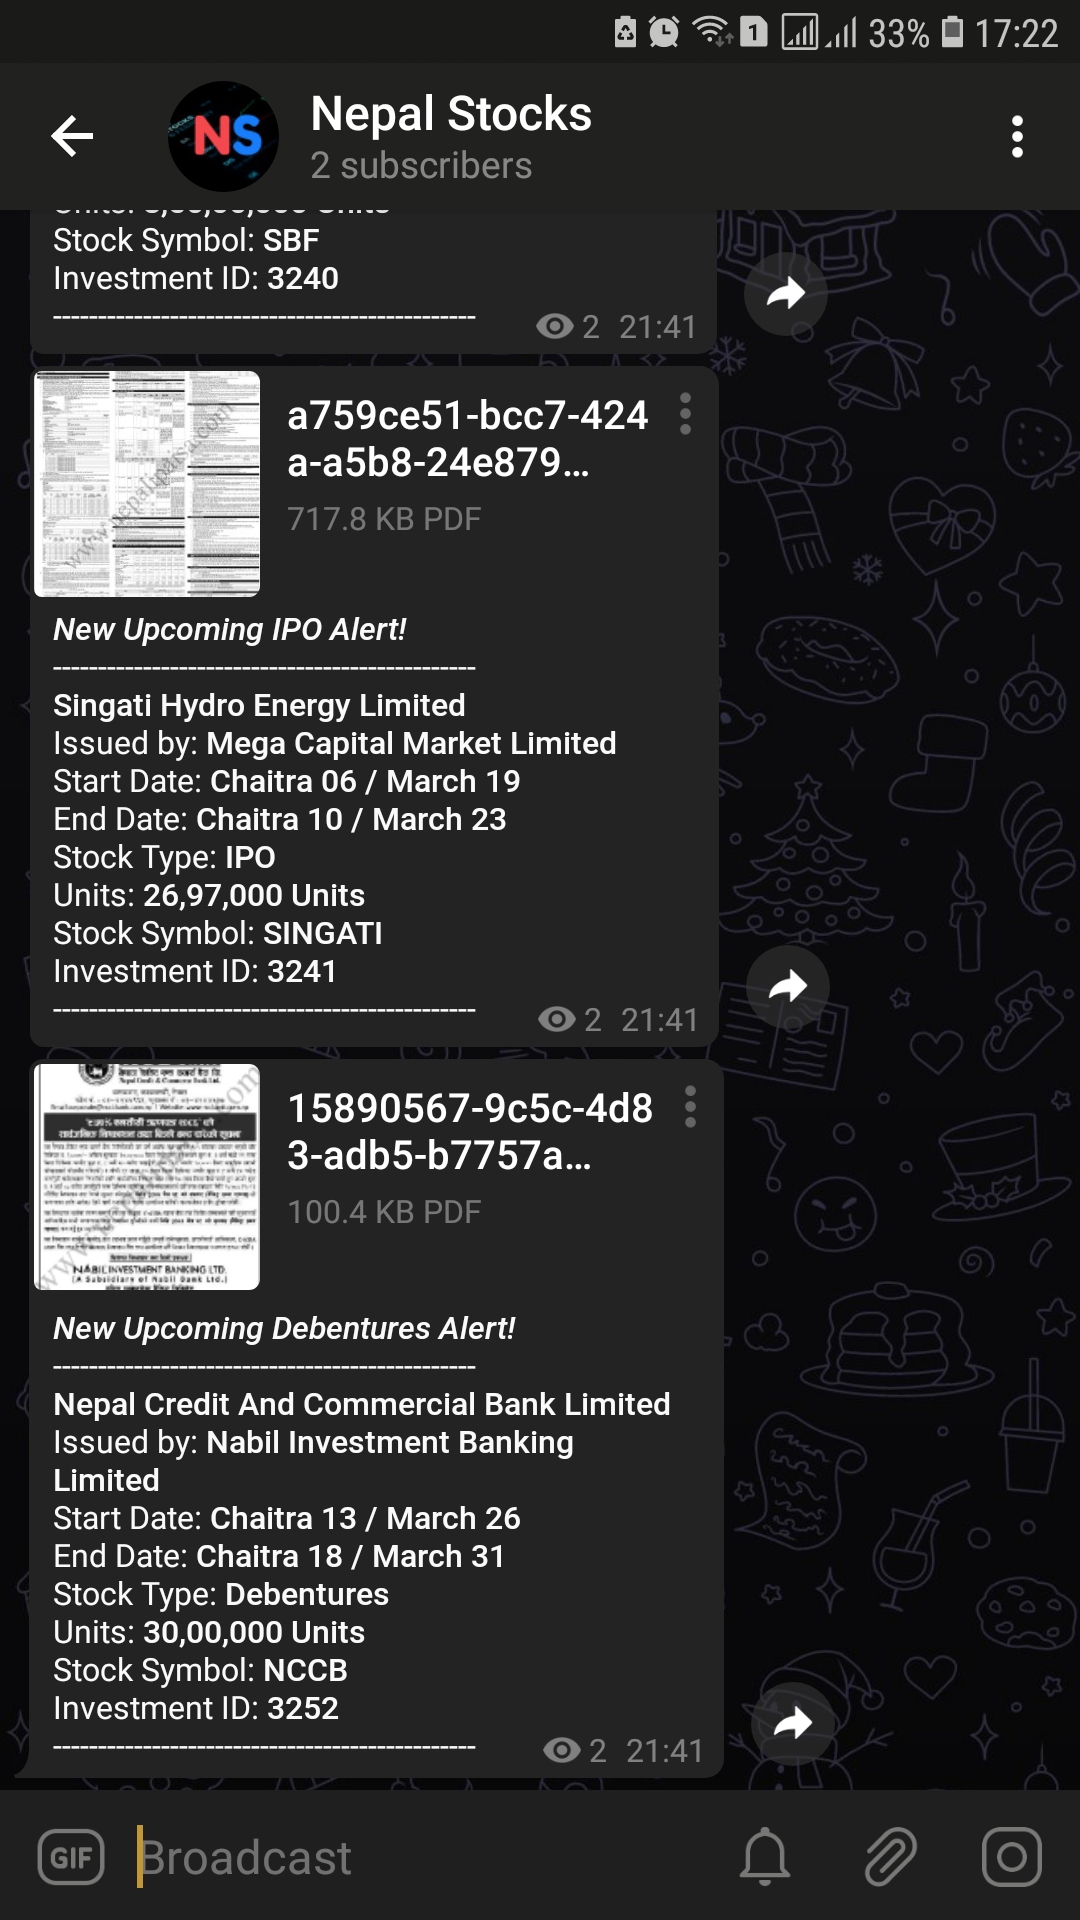 1
33%
17:22
NS
Nepal Stocks
2 subscribers
Stock Symbol: SBF
Investment ID: 3240
-----------------------------------------------
2 21:41
a759ce51-bcc7-424
a-a5b8-24e879...
717.8 KB PDF
New Upcoming IPO Alert!
-----------------------------------------------
Singati Hydro Energy Limited
Issued by: Mega Capital Market Limited
Start Date: Chaitra 06 / March 19
End Date: Chaitra 10 / March 23
Stock Type: IPO
Units: 26,97,000 Units
Stock Symbol: SINGATI
Investment ID: 3241
-----------------------------------------------
2 21:41
15890567-9c5c-4d8
3-adb5-b7757a...
100.4 KB PDF
NABIL INVESTMENT BANKING LTD.
(A Subsidiary of Nabil Bank Ltd.)
New Upcoming Debentures Alert!
-----------------------------------------------
Nepal Credit And Commercial Bank Limited
Issued by: Nabil Investment Banking
Limited
Start Date: Chaitra 13 / March 26
End Date: Chaitra 18 / March 31
Stock Type: Debentures
Units: 30,00,000 Units
Stock Symbol: NCCB
Investment ID: 3252
-----------------------------------------------
2 21:41
GIF
Broadcast